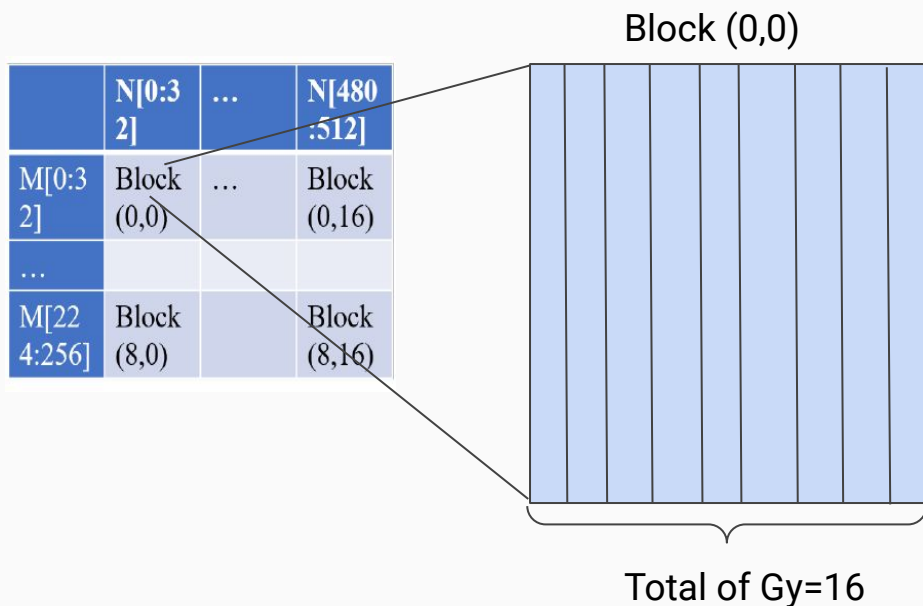 Block (0,0)
N[0:3
2]
…
N[480
:512]
M[0:3
2]
Block
(0,0)
…
Block
(0,16)
…
M[22
4:256]
Block
(8,0)
Block
(8,16)
Total of Gy=16